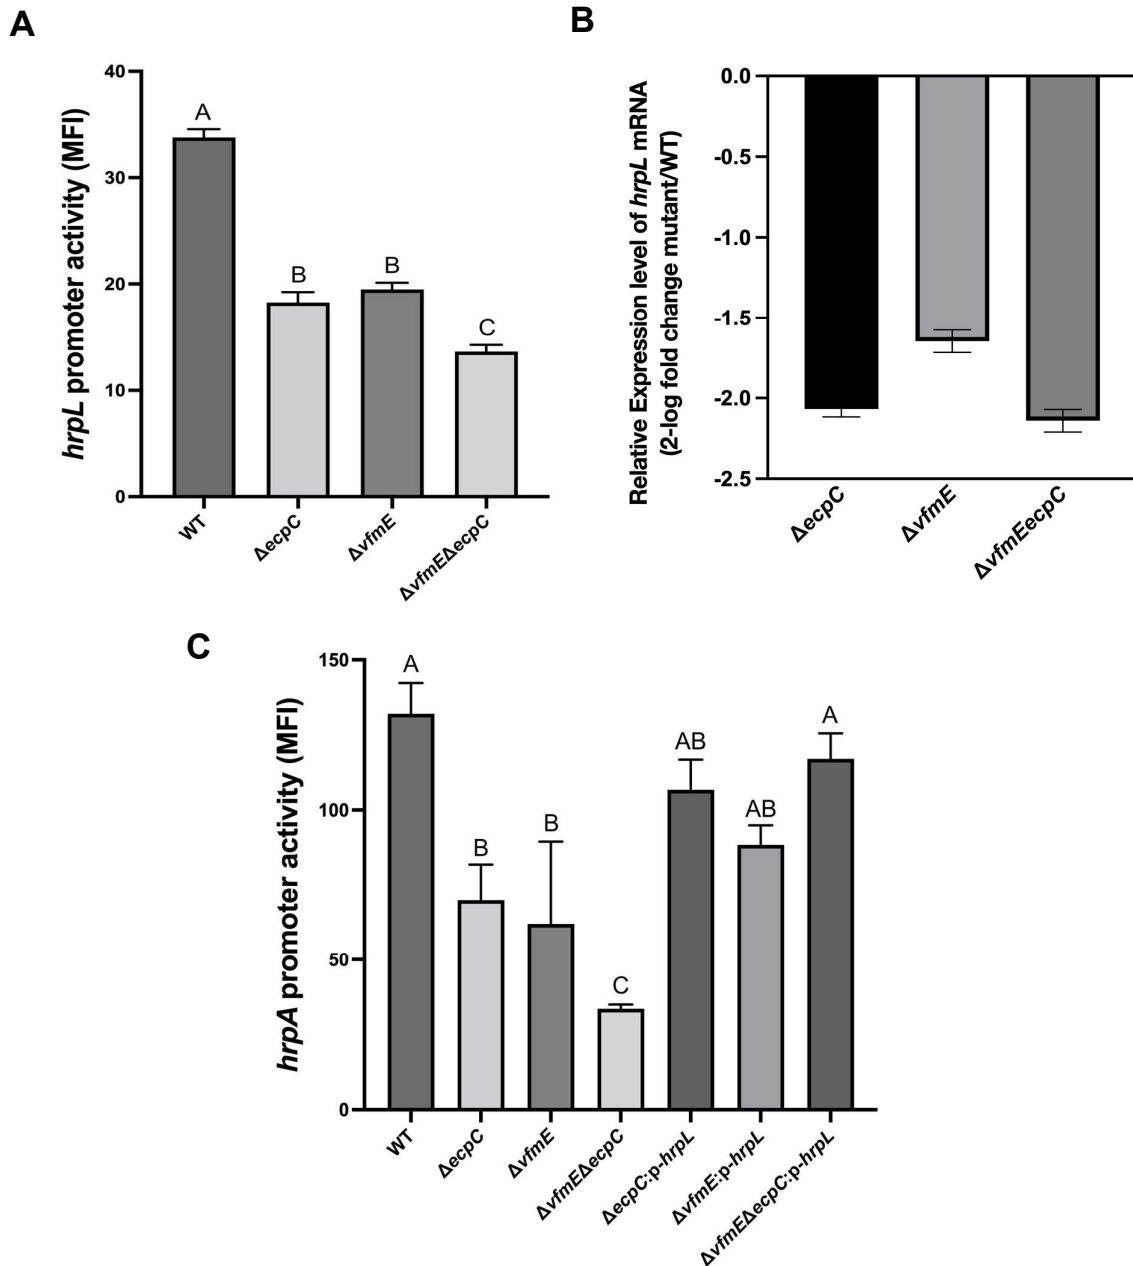 A
hrpL promoter activity (MFI)
40
30
20
10
0
A
B
B
C
WT
ΔecpC
ΔvfmE
ΔvfmEΔecpC
B
Relative Expression level of hrpL mRNA
(2-log fold change mutant/WT)
0.0
-0.5
-1.0
-1.5
-2.0
-2.5
ΔecpC
ΔvfmE
ΔvfmEecpC
C
hrpA promoter activity (MFI)
150
100
50
0
A
B
B
C
AB
AB
A
WT
ΔecpC
ΔvfmE
ΔvfmEΔecpC
ΔecpC:p-hrpL
ΔvfmE:p-hrpL
ΔvfmEΔecpC:p-hrpL